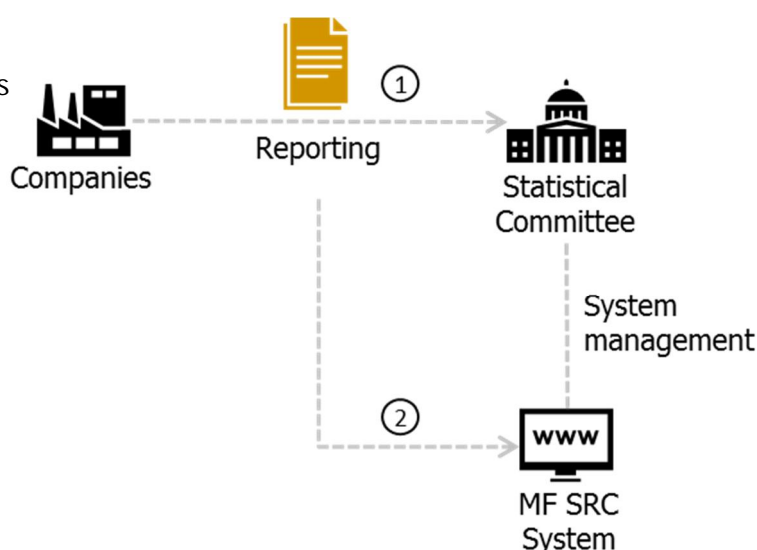 s
①
Reporting
Companies
Statistical
Committee
System
management
②
www
MF SRC
System